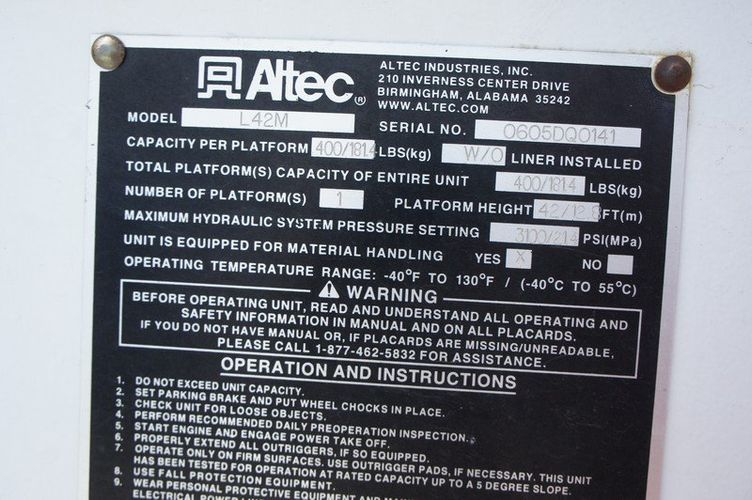 Altec®
ALTEC INDUSTRIES, INC.
210 INVERNESS CENTER DRIVE
BIRMINGHAM, ALABAMA 35242
WWW.ALTEC.COM
MODEL L42M SERIAL NO. 0605DQ0141
CAPACITY PER PLATFORM 400/181.4 LBS(kg) W/O LINER INSTALLED
TOTAL PLATFORM(S) CAPACITY OF ENTIRE UNIT 400/181.4 LBS(kg)
NUMBER OF PLATFORM(S) 1 PLATFORM HEIGHT 42/12.8 FT(m)
MAXIMUM HYDRAULIC SYSTEM PRESSURE SETTING 3100/21.4 PSI(MPa)
UNIT IS EQUIPPED FOR MATERIAL HANDLING YES X NO
OPERATING TEMPERATURE RANGE: -40°F TO 130°F / (-40°C TO 55°C)
WARNING
BEFORE OPERATING UNIT, READ AND UNDERSTAND ALL OPERATING AND
SAFETY INFORMATION IN MANUAL AND ON ALL PLACARDS.
IF YOU DO NOT HAVE MANUAL OR, IF PLACARDS ARE MISSING/UNREADABLE,
PLEASE CALL 1-877-462-5832 FOR ASSISTANCE.
OPERATION AND INSTRUCTIONS
1. DO NOT EXCEED UNIT CAPACITY.
2. SET PARKING BRAKE AND PUT WHEEL CHOCKS IN PLACE.
3. CHECK UNIT FOR LOOSE OBJECTS.
4. PERFORM RECOMMENDED DAILY PREOPERATION INSPECTION.
5. START ENGINE AND ENGAGE POWER TAKE OFF.
6. PROPERLY EXTEND ALL OUTRIGGERS, IF SO EQUIPPED.
7. OPERATE ONLY ON FIRM SURFACES. USE OUTRIGGER PADS, IF NECESSARY. THIS UNIT
HAS BEEN TESTED FOR OPERATION AT RATED CAPACITY UP TO A 5 DEGREE SLOPE
8. USE FALL PROTECTION EQUIPMENT.
9. WEAR PERSONAL PROTECTIVE EQUIPMENT AND
ELECTRICAL POWER